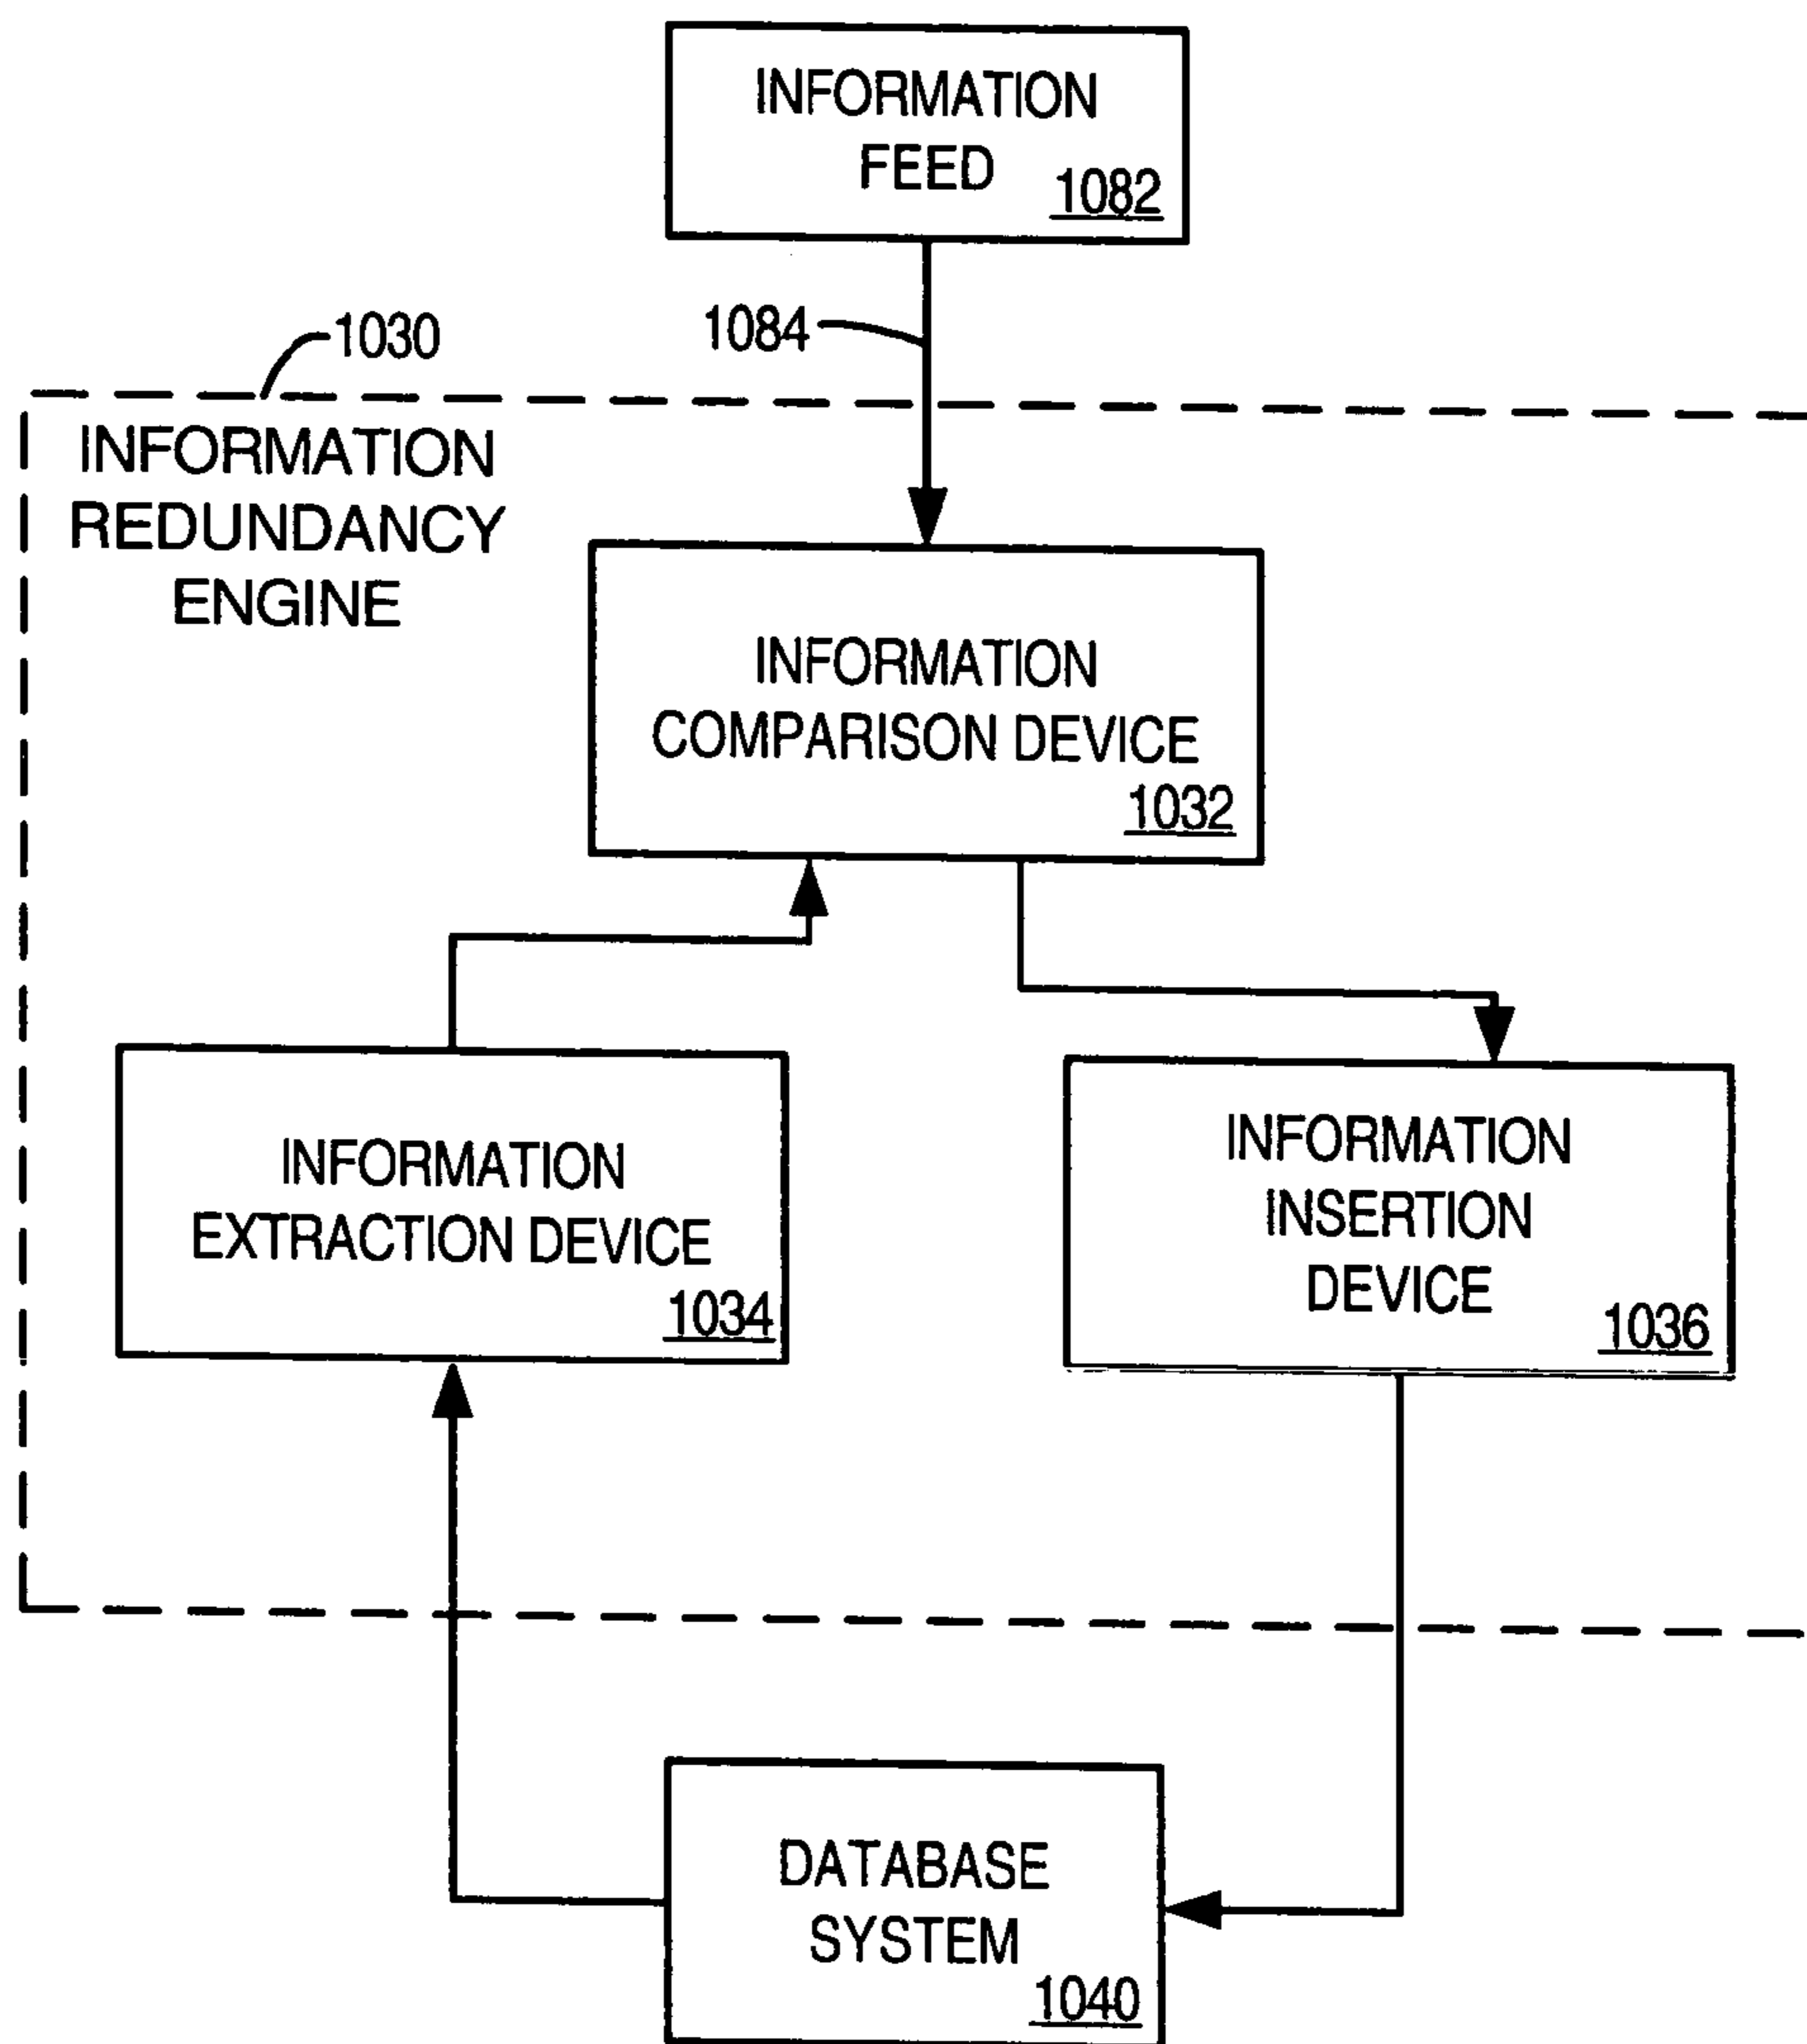 INFORMATION
FEED
1082
1030
1084
INFORMATION
REDUNDANCY
ENGINE
INFORMATION
COMPARISON DEVICE
1032
INFORMATION
EXTRACTION DEVICE
1034
INFORMATION
INSERTION
DEVICE
1036
DATABASE
SYSTEM
1040